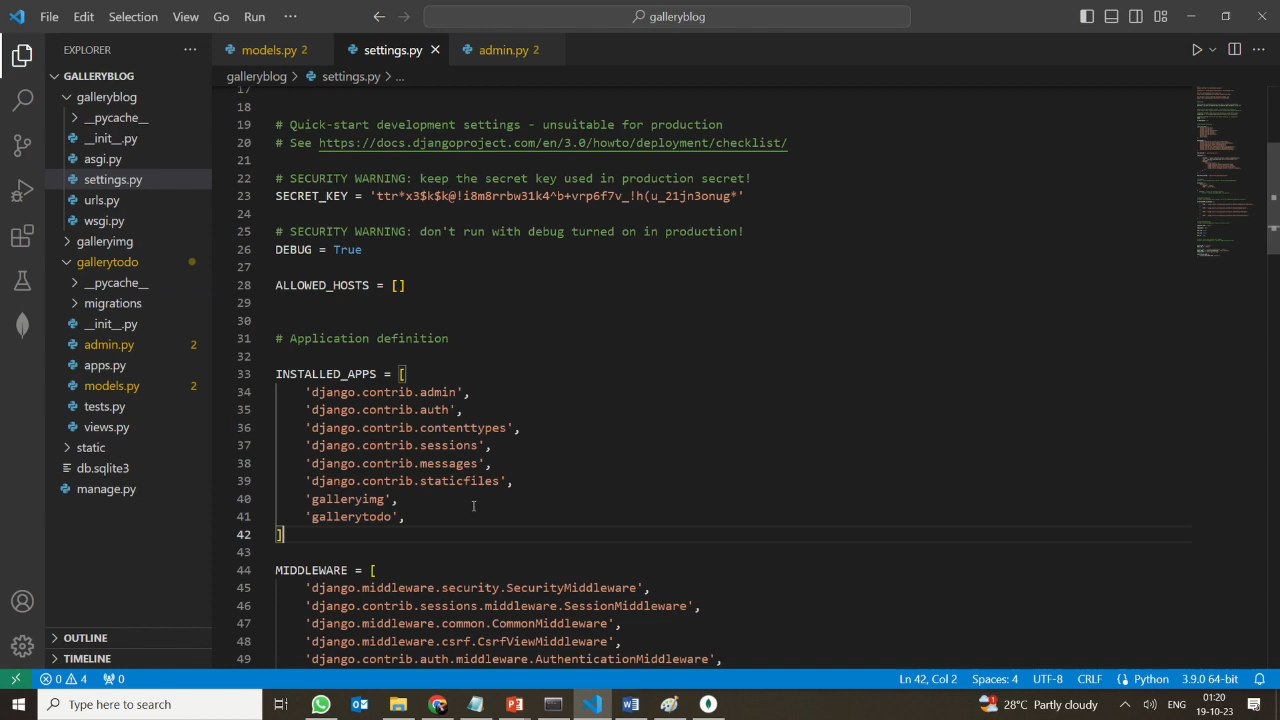 File Edit Selection View Go Run ···
galleryblog
EXPLORER ···
models.py 2
settings.py
admin.py 2
GALLERYBLOG
galleryblog
__pycache__
__init__.py
asgi.py
settings.py
urls.py
wsgi.py
galleryimg
gallerytodo
__pycache__
migrations
__init__.py
admin.py 2
apps.py
models.py 2
tests.py
views.py
static
db.sqlite3
manage.py
OUTLINE
TIMELINE
galleryblog > settings.py > ...
17
18
19 # Quick-start development settings - unsuitable for production
20 # See https://docs.djangoproject.com/en/3.0/howto/deployment/checklist/
21
22 # SECURITY WARNING: keep the secret key used in production secret!
23 SECRET_KEY =
24
25 # SECURITY WARNING: don't run with debug turned on in production!
26 DEBUG = True
27
28 ALLOWED_HOSTS = []
29
30
31 # Application definition
32
33 INSTALLED_APPS = [
34 'django.contrib.admin',
35 'django.contrib.auth',
36 'django.contrib.contenttypes',
37 'django.contrib.sessions',
38 'django.contrib.messages',
39 'django.contrib.staticfiles',
40 'galleryimg',
41 'gallerytodo',
42 ]
43
44 MIDDLEWARE = [
45 'django.middleware.security.SecurityMiddleware',
46 'django.contrib.sessions.middleware.SessionMiddleware',
47 'django.middleware.common.CommonMiddleware',
48 'django.middleware.csrf.CsrfViewMiddleware',
49 'django.contrib.auth.middleware.AuthenticationMiddleware',
0 4 0
Ln 42, Col 2 Spaces: 4 UTF-8 CRLF Python 3.9.0 64-bit
Type here to search
28°C Partly cloudy ENG 01:20
19-10-23